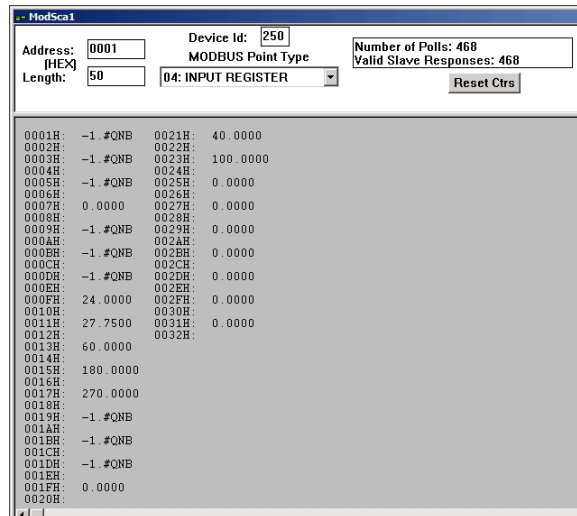 ModSca1
Address: 0001
(HEX)
Length: 50
Device Id: 250
MODBUS Point Type
04: INPUT REGISTER
Number of Polls: 468
Valid Slave Responses: 468
Reset Ctrs
0001H: -1.#QNB 0021H: 40.0000
0002H: 0022H:
0003H: -1.#QNB 0023H: 100.0000
0004H: 0024H:
0005H: -1.#QNB 0025H: 0.0000
0006H: 0026H:
0007H: 0.0000 0027H: 0.0000
0008H: 0028H:
0009H: -1.#QNB 0029H: 0.0000
000AH: 002AH:
000BH: -1.#QNB 002BH: 0.0000
000CH: 002CH:
000DH: -1.#QNB 002DH: 0.0000
000EH: 002EH:
000FH: 24.0000 002FH: 0.0000
0010H: 0030H:
0011H: 27.7500 0031H: 0.0000
0012H: 0032H:
0013H: 60.0000
0014H:
0015H: 180.0000
0016H:
0017H: 270.0000
0018H:
0019H: -1.#QNB
001AH:
001BH: -1.#QNB
001CH:
001DH: -1.#QNB
001EH:
001FH: 0.0000
0020H: